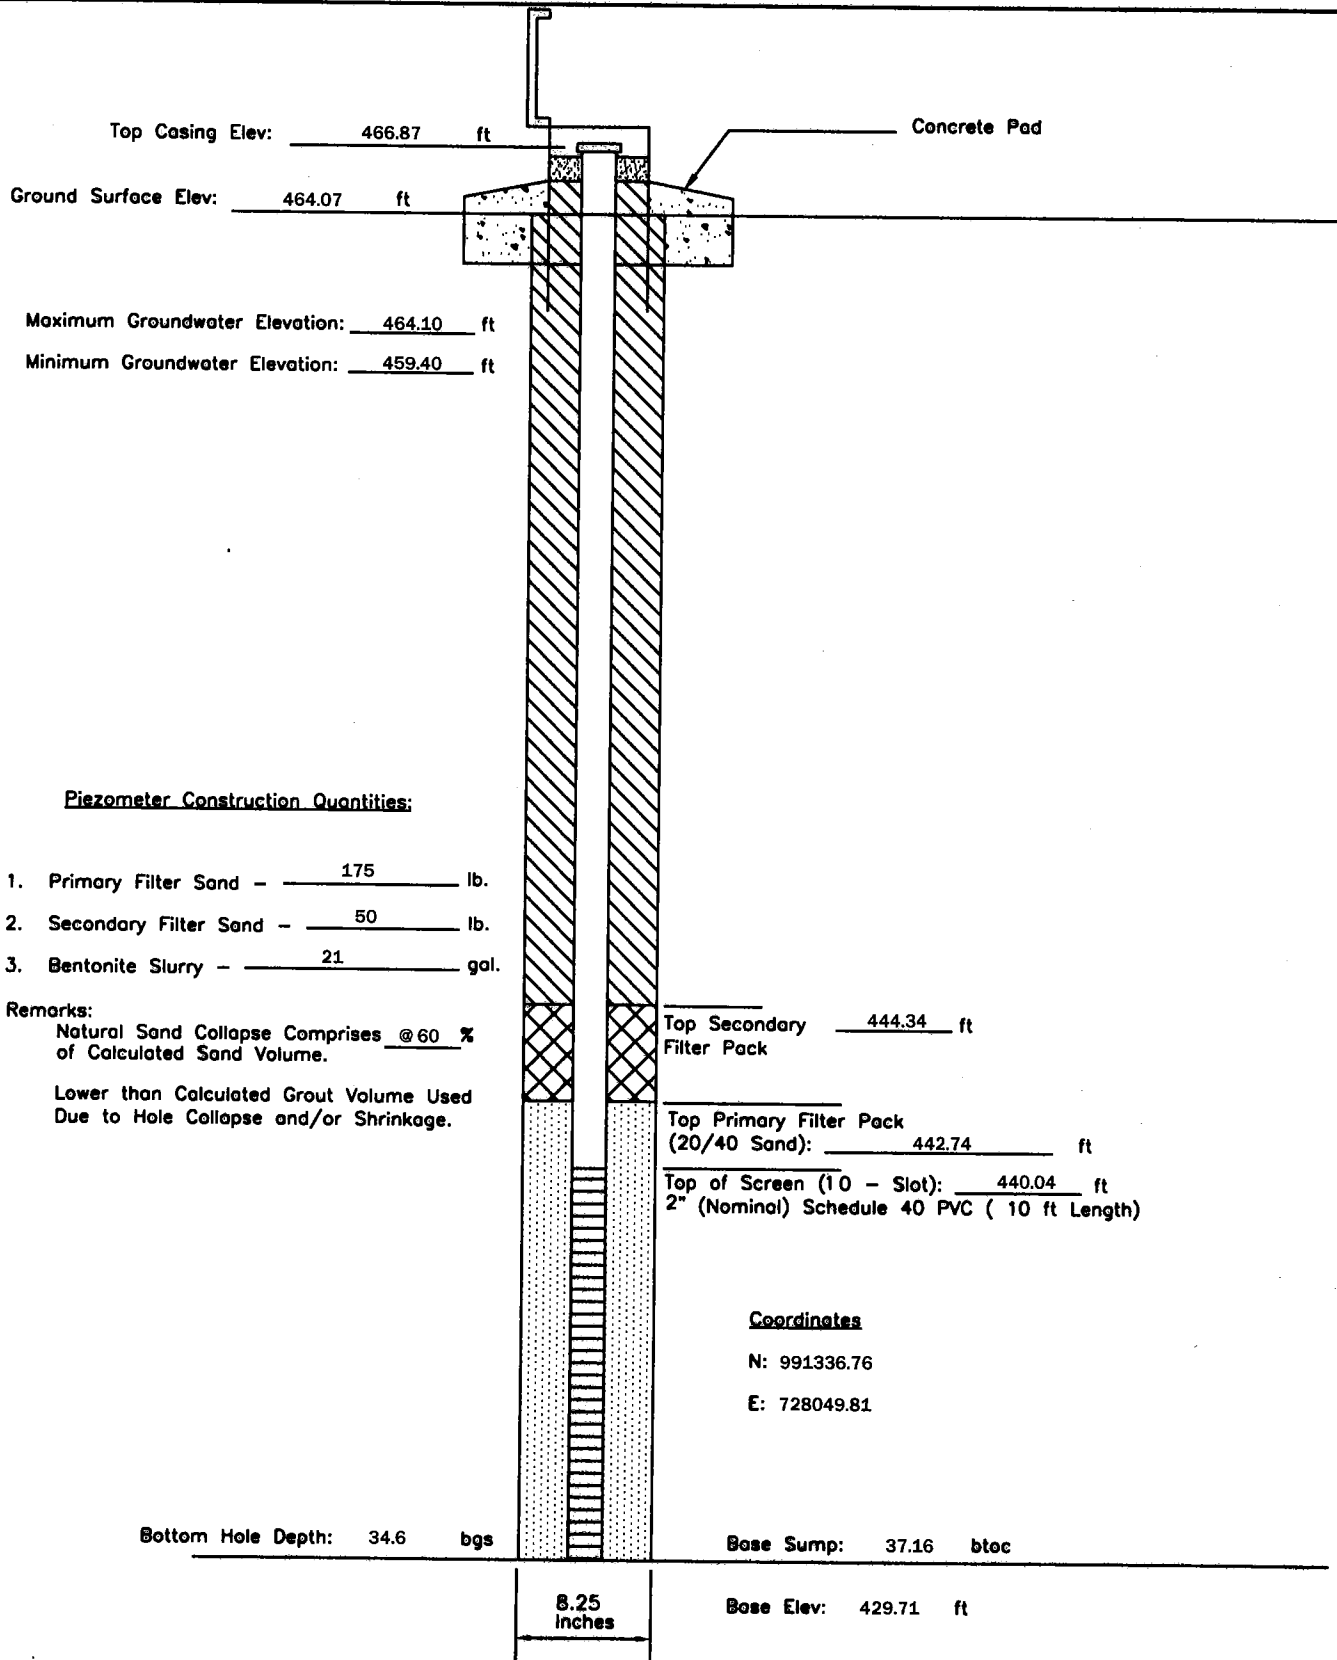 Top Casing Elev: 466.87 ft
Concrete Pad
Ground Surface Elev: 464.07 ft
Maximum Groundwater Elevation: 464.10 ft
Minimum Groundwater Elevation: 459.40 ft
Piezometer Construction Quantities:
1. Primary Filter Sand - 175 lb.
2. Secondary Filter Sand - 50 lb.
3. Bentonite Slurry - 21 gal.
Remarks:
Natural Sand Collapse Comprises @ 60 %
of Calculated Sand Volume.
Lower than Calculated Grout Volume Used
Due to Hole Collapse and/or Shrinkage.
Top Secondary 444.34 ft
Filter Pack
Top Primary Filter Pack
(20/40 Sand): 442.74 ft
Top of Screen (10 - Slot): 440.04 ft
2" (Nominal) Schedule 40 PVC ( 10 ft Length)
Coordinates
N: 991336.76
E: 728049.81
Bottom Hole Depth: 34.6 bgs
Base Sump: 37.16 btoc
8.25
Inches
Base Elev: 429.71 ft